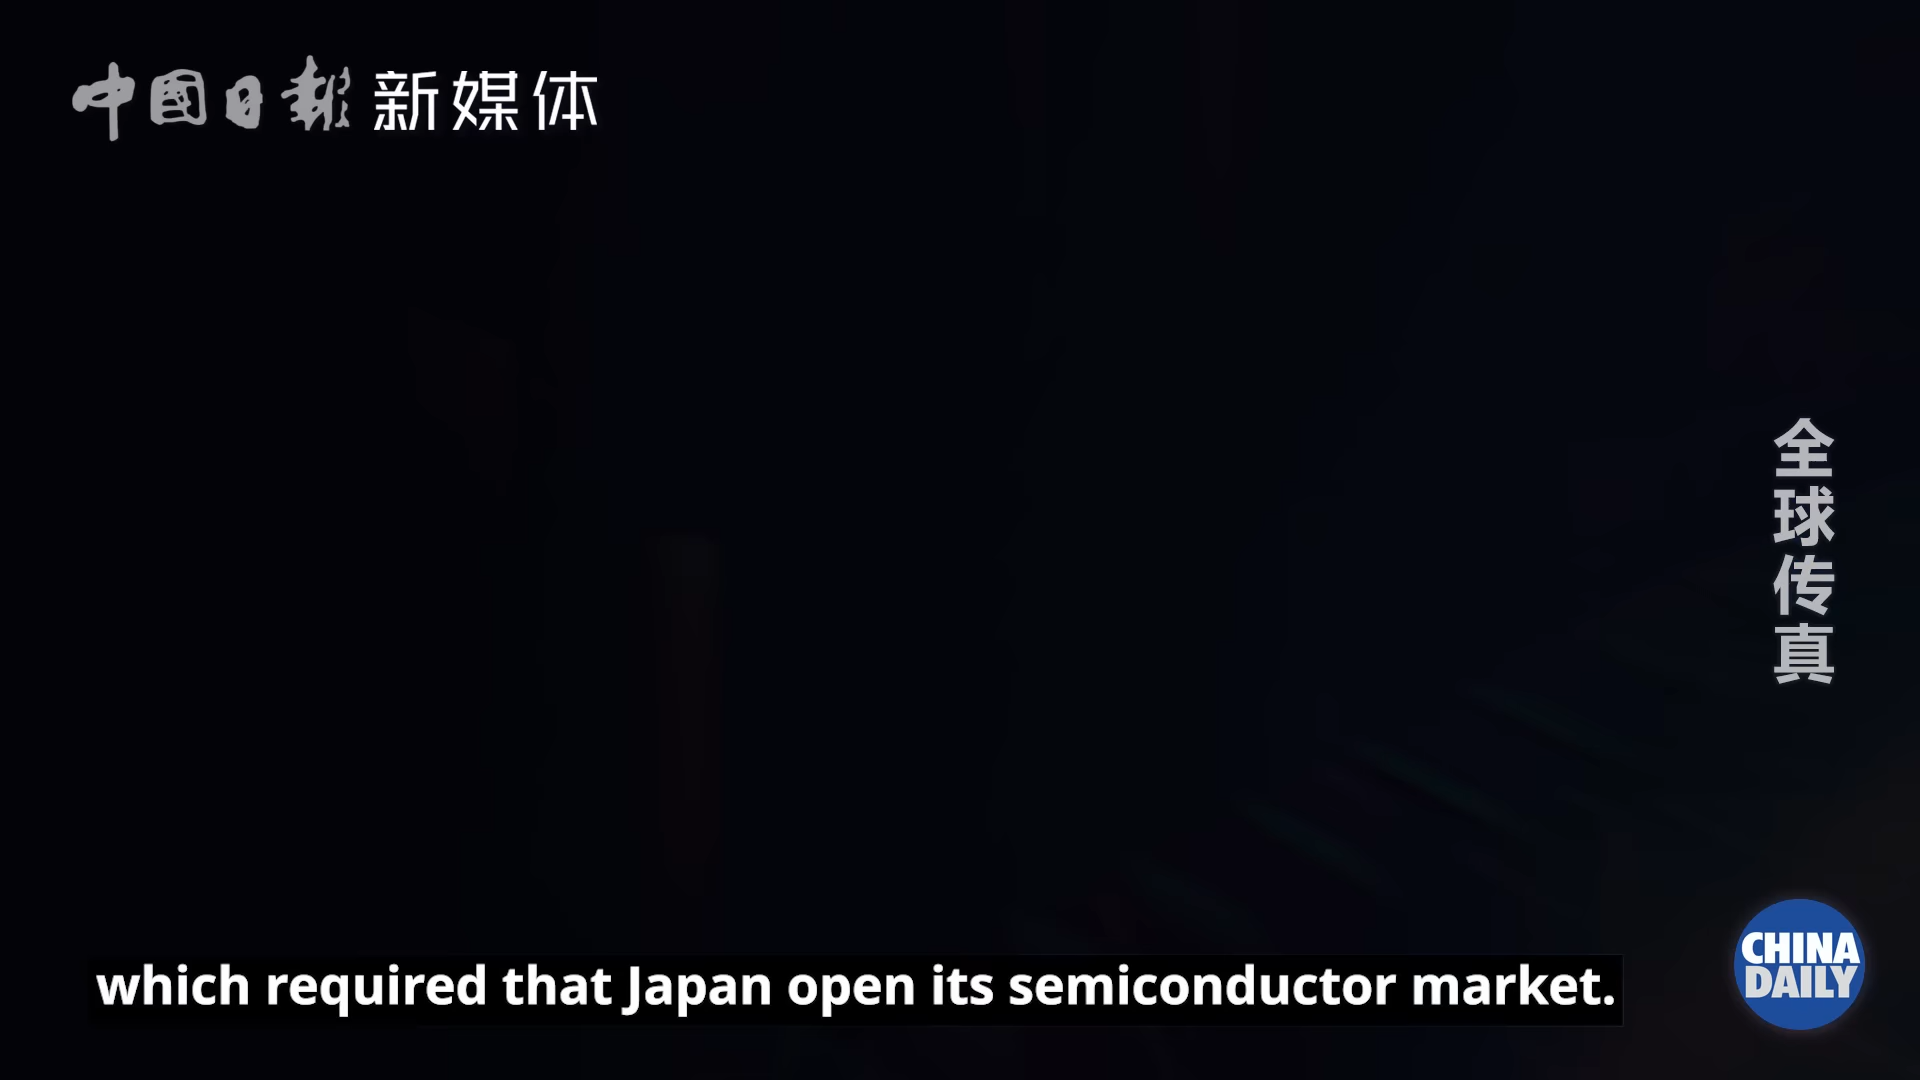 中国日报 新媒体
全球传真
which required that Japan open its semiconductor market.
CHINA
DAILY